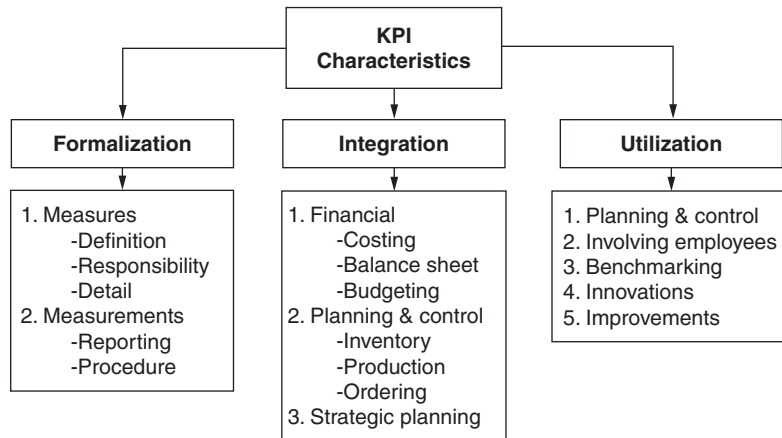 KPI
Characteristics
Formalization
1. Measures
-Definition
-Responsibility
-Detail
2. Measurements
-Reporting
-Procedure
Integration
1. Financial
-Costing
-Balance sheet
-Budgeting
2. Planning & control
-Inventory
-Production
-Ordering
3. Strategic planning
Utilization
1. Planning & control
2. Involving employees
3. Benchmarking
4. Innovations
5. Improvements